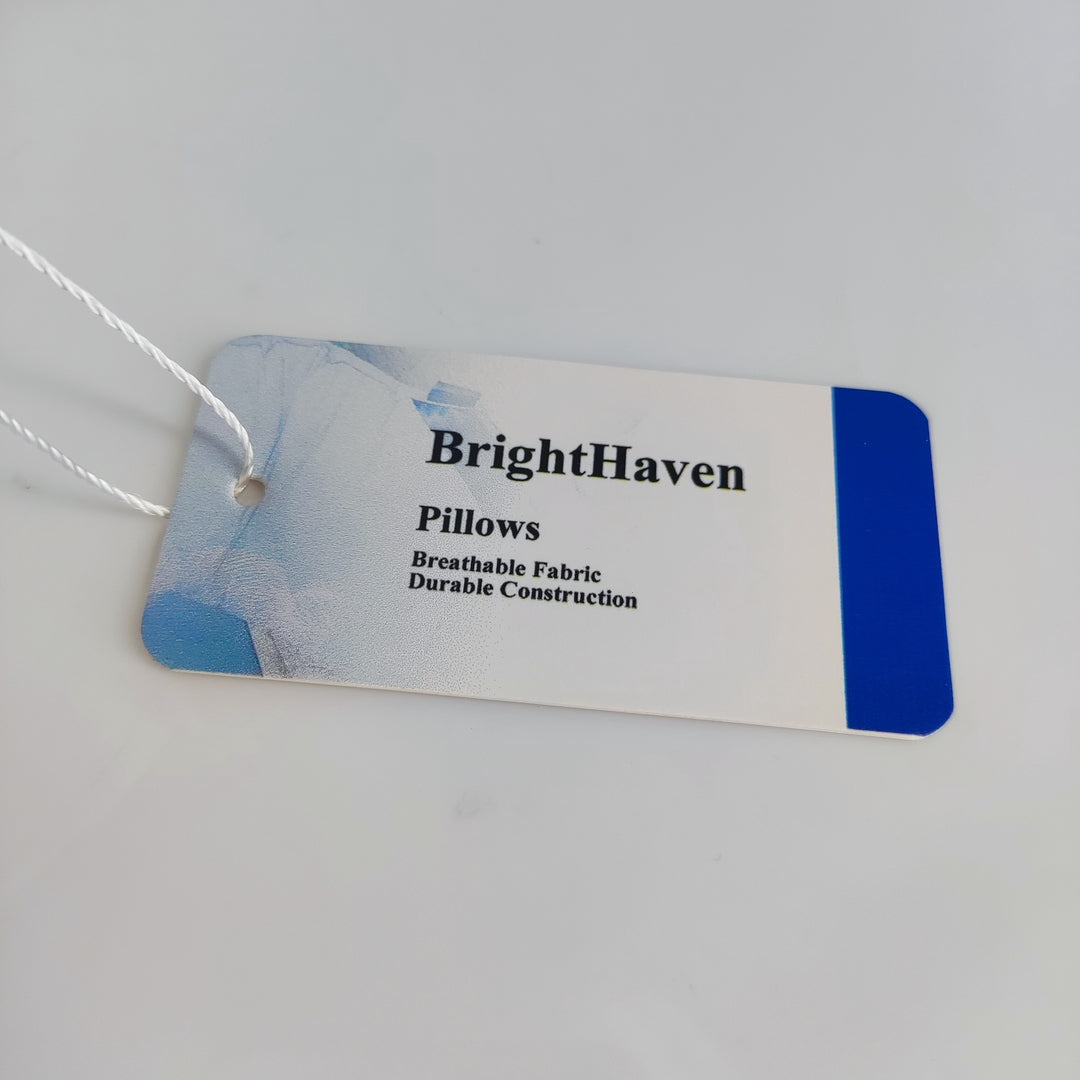 BrightHaven
Pillows
Breathable Fabric
Durable Construction